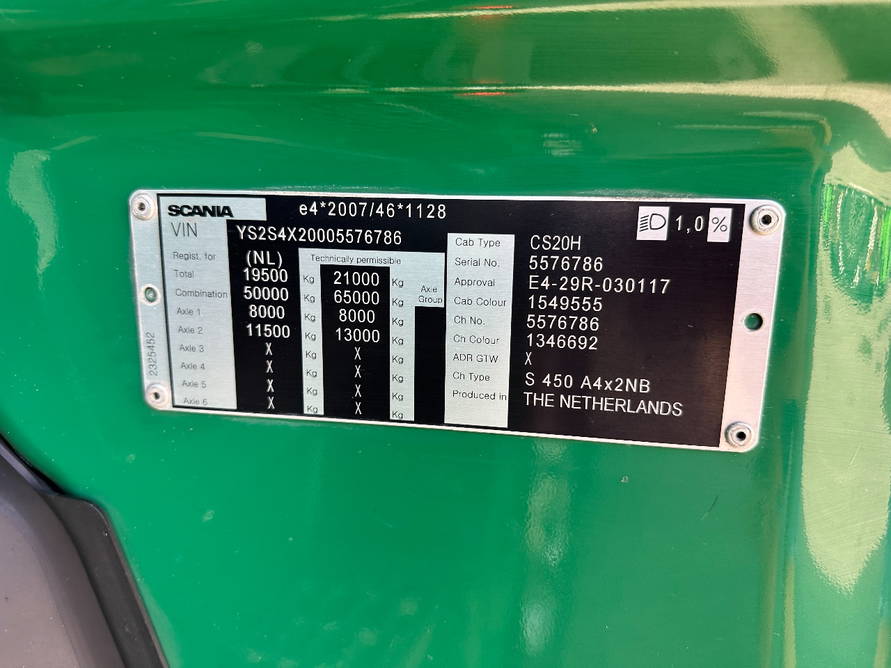 SCANIA e4*2007/46*1128 1,0 %
VIN YS2S4X20005576786
Regist. for (NL) Technically permissible
Total 19500 Kg 21000 Kg
Combination 50000 Kg 65000 Kg Axle Group
Axle 1 8000 Kg 8000 Kg
Axle 2 11500 Kg 13000 Kg
Axle 3 X Kg X Kg
Axle 4 X Kg X Kg
Axle 5 X Kg X Kg
Axle 6 X Kg X Kg
Cab Type CS20H
Serial No. 5576786
Approval E4-29R-030117
Cab Colour 1549555
Ch No. 5576786
Ch Colour 1346692
ADR GTW X
Ch Type S 450 A4x2NB
Produced in THE NETHERLANDS
2325452